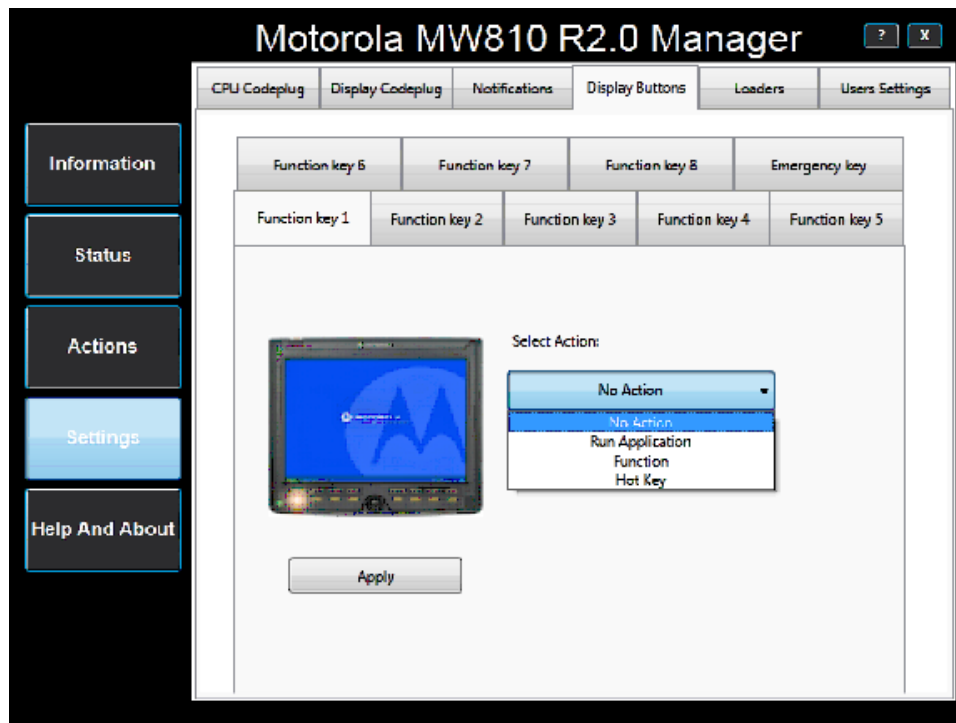 Motorola MW810 R2.0 Manager
? X
CPU Codeplug Display Codeplug Notifications Display Buttons Loaders Users Settings
Information
Status
Actions
Settings
Help And About
Function key 6 Function key 7 Function key 8 Emergency key
Function key 1 Function key 2 Function key 3 Function key 4 Function key 5
Select Action:
No Action
No Action
Run Application
Function
Hot Key
Apply